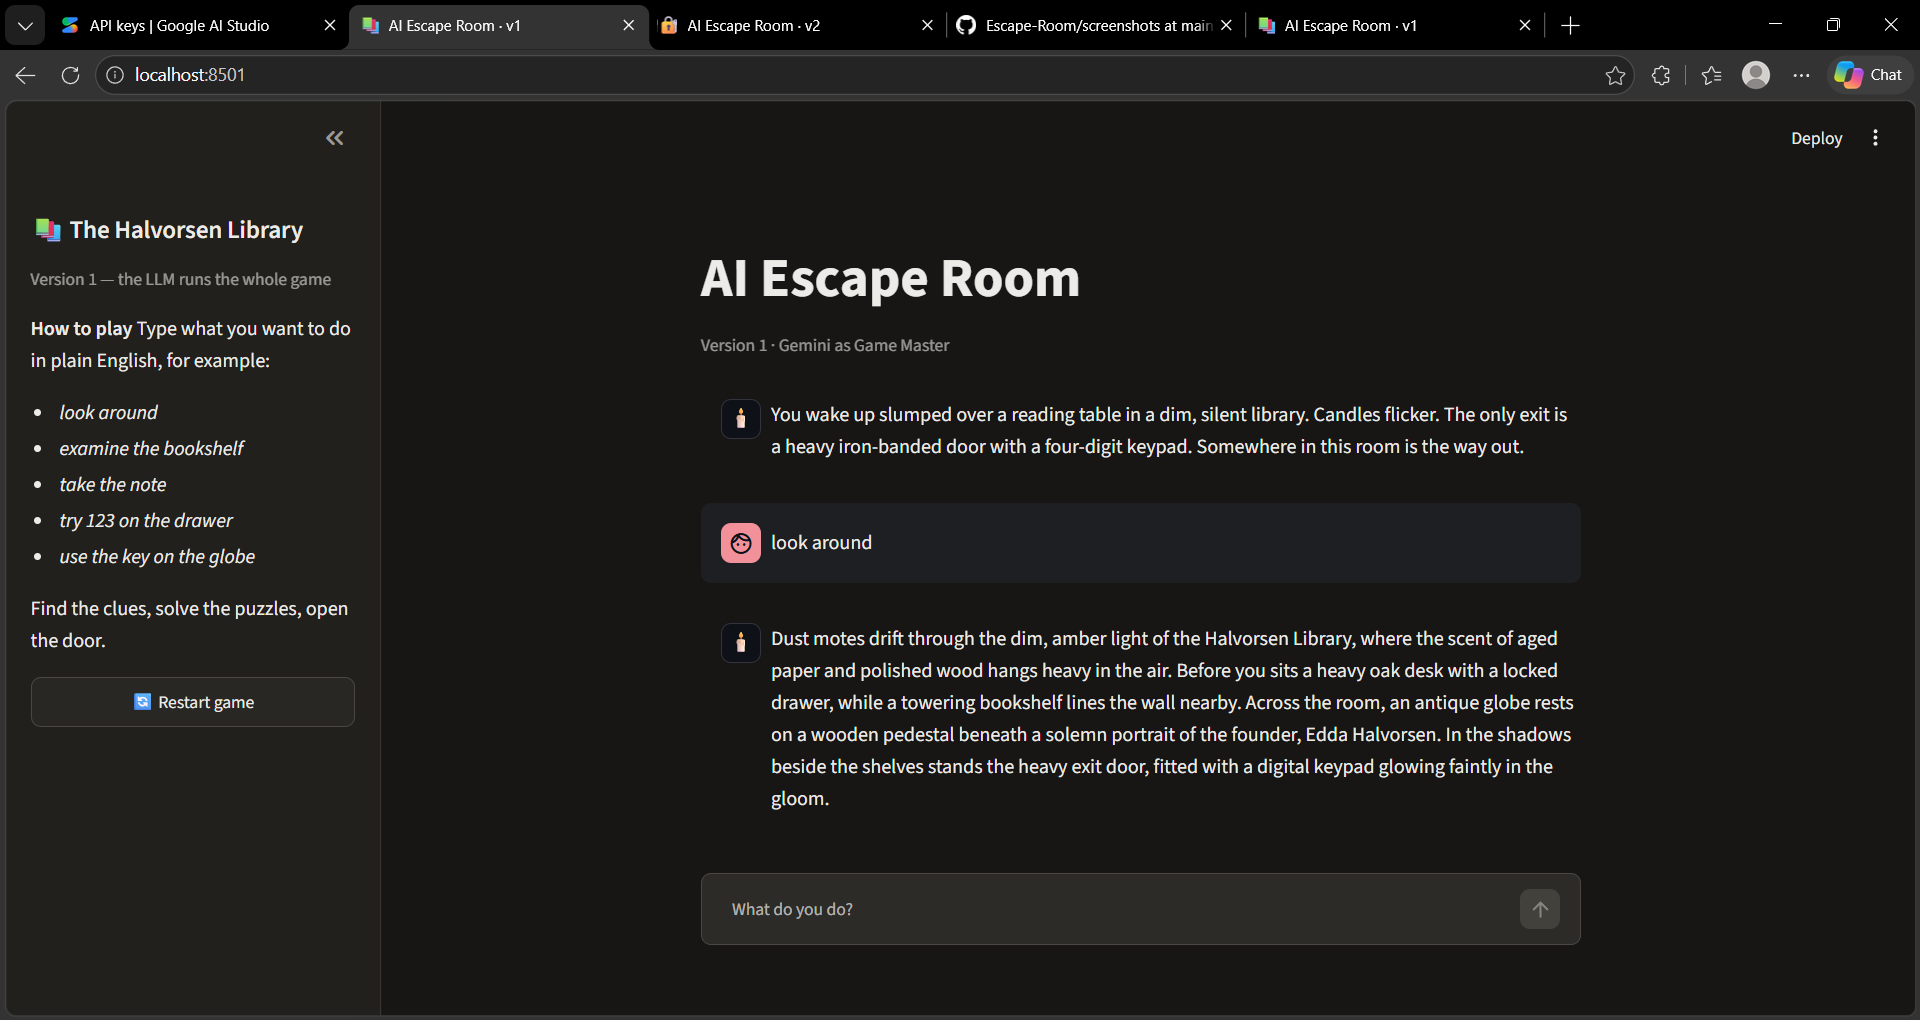 API keys | Google AI Studio
AI Escape Room · v1
AI Escape Room · v2
Escape-Room/screenshots at main
AI Escape Room · v1
localhost:8501
Chat
Deploy
The Halvorsen Library
Version 1 — the LLM runs the whole game
How to play Type what you want to do
in plain English, for example:
• look around
• examine the bookshelf
• take the note
• try 123 on the drawer
• use the key on the globe
Find the clues, solve the puzzles, open
the door.
Restart game
AI Escape Room
Version 1 · Gemini as Game Master
You wake up slumped over a reading table in a dim, silent library. Candles flicker. The only exit is
a heavy iron-banded door with a four-digit keypad. Somewhere in this room is the way out.
look around
Dust motes drift through the dim, amber light of the Halvorsen Library, where the scent of aged
paper and polished wood hangs heavy in the air. Before you sits a heavy oak desk with a locked
drawer, while a towering bookshelf lines the wall nearby. Across the room, an antique globe rests
on a wooden pedestal beneath a solemn portrait of the founder, Edda Halvorsen. In the shadows
beside the shelves stands the heavy exit door, fitted with a digital keypad glowing faintly in the
gloom.
What do you do?